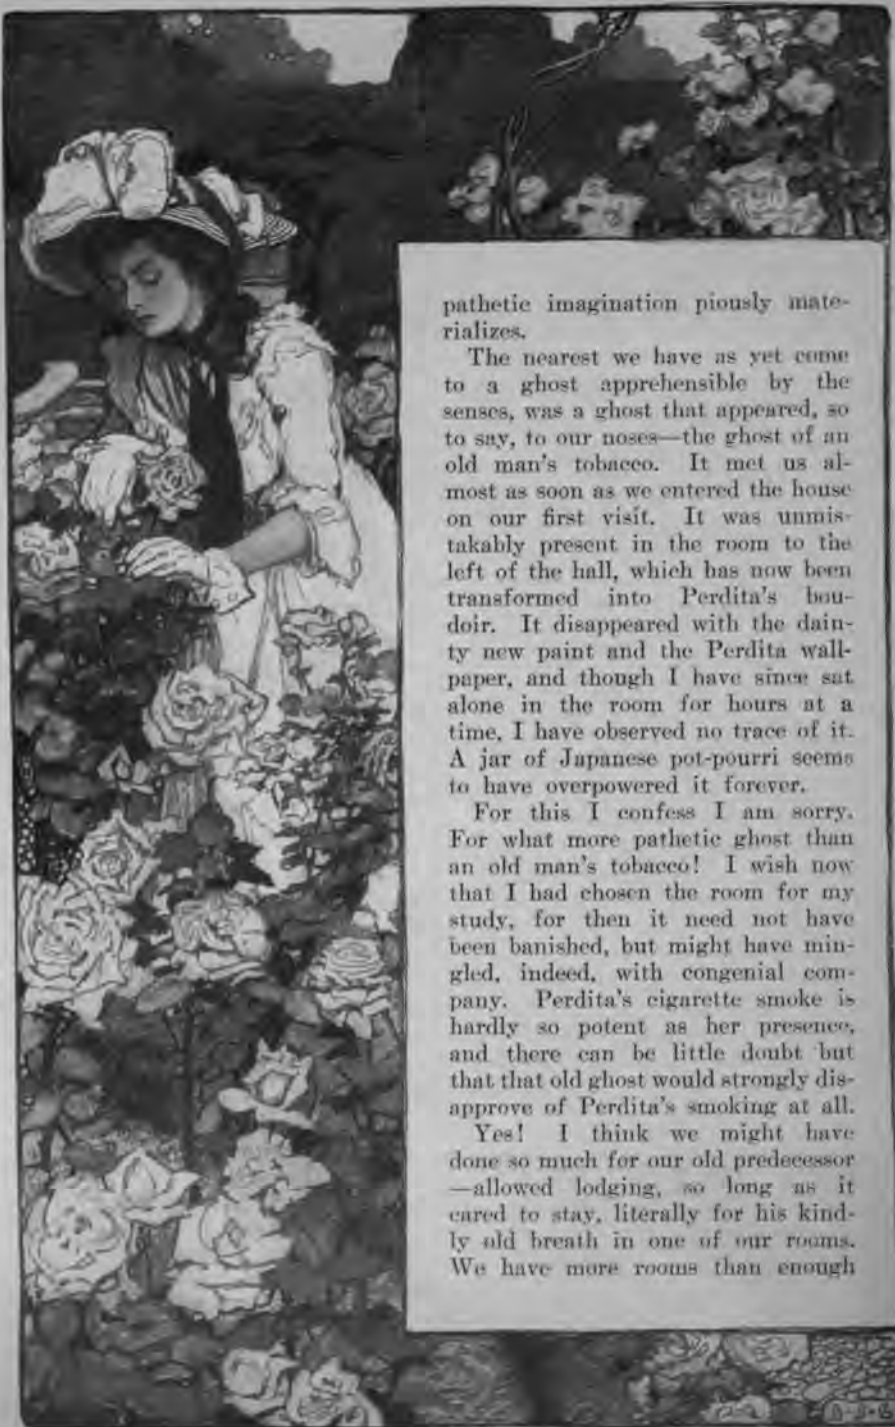 pathetic imagination piously mate-
rializes.
The nearest we have as yet come
to a ghost apprehensible by the
senses, was a ghost that appeared, so
to say, to our noses—the ghost of an
old man's tobacco. It met us al-
most as soon as we entered the house
on our first visit. It was unmis-
takably present in the room to the
left of the hall, which has now been
transformed into Perdita's bou-
doir. It disappeared with the dain-
ty new paint and the Perdita wall-
paper, and though I have since sat
alone in the room for hours at a
time, I have observed no trace of it.
A jar of Japanese pot-pourri seems
to have overpowered it forever.
For this I confess I am sorry.
For what more pathetic ghost than
an old man's tobacco! I wish now
that I had chosen the room for my
study, for then it need not have
been banished, but might have min-
gled, indeed, with congenial com-
pany. Perdita's cigarette smoke is
hardly so potent as her presence,
and there can be little doubt but
that that old ghost would strongly dis-
approve of Perdita's smoking at all.
Yes! I think we might have
done so much for our old predecessor
—allowed lodging, so long as it
cared to stay, literally for his kind-
ly old breath in one of our rooms.
We have more rooms than enough